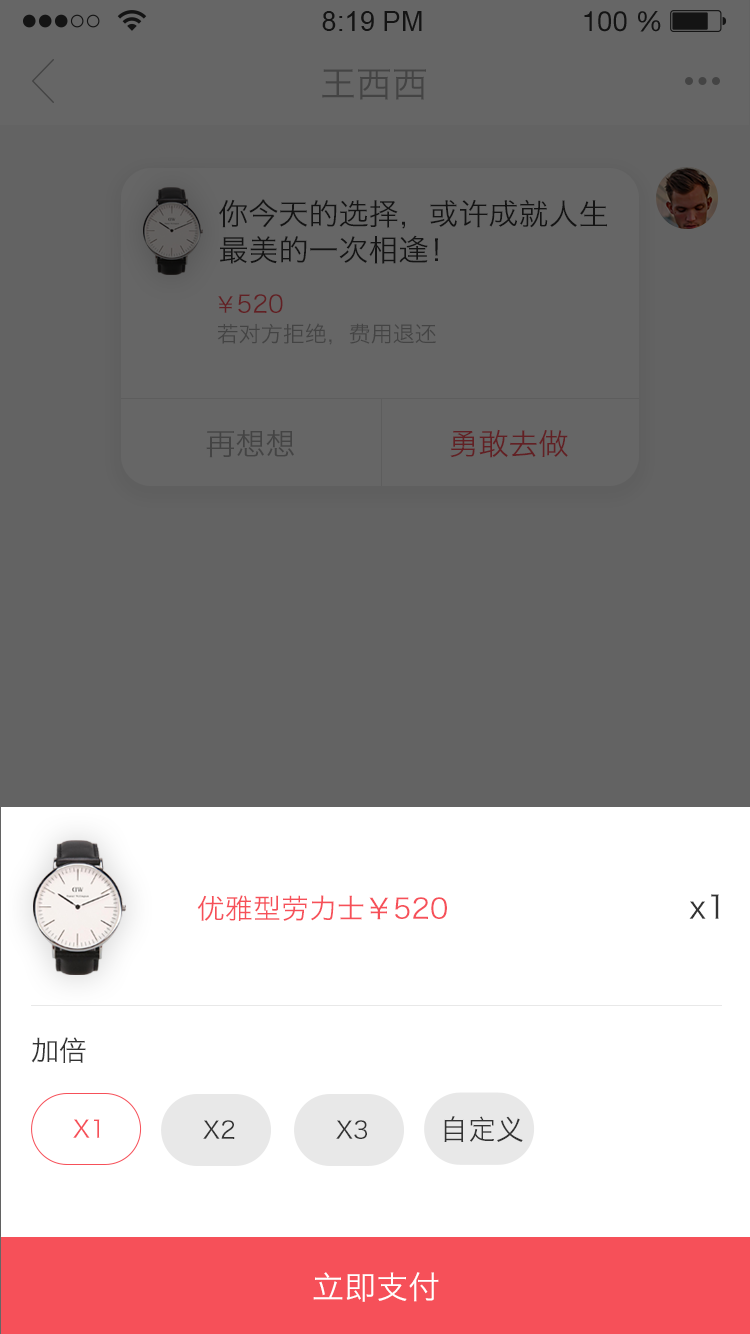 8:19 PM
100 %
王西西
你今天的选择，或许成就人生
最美的一次相逢！
￥520
若对方拒绝，费用退还
再想想
勇敢去做
DW
优雅型劳力士￥520
x1
加倍
X1
X2
X3
自定义
立即支付